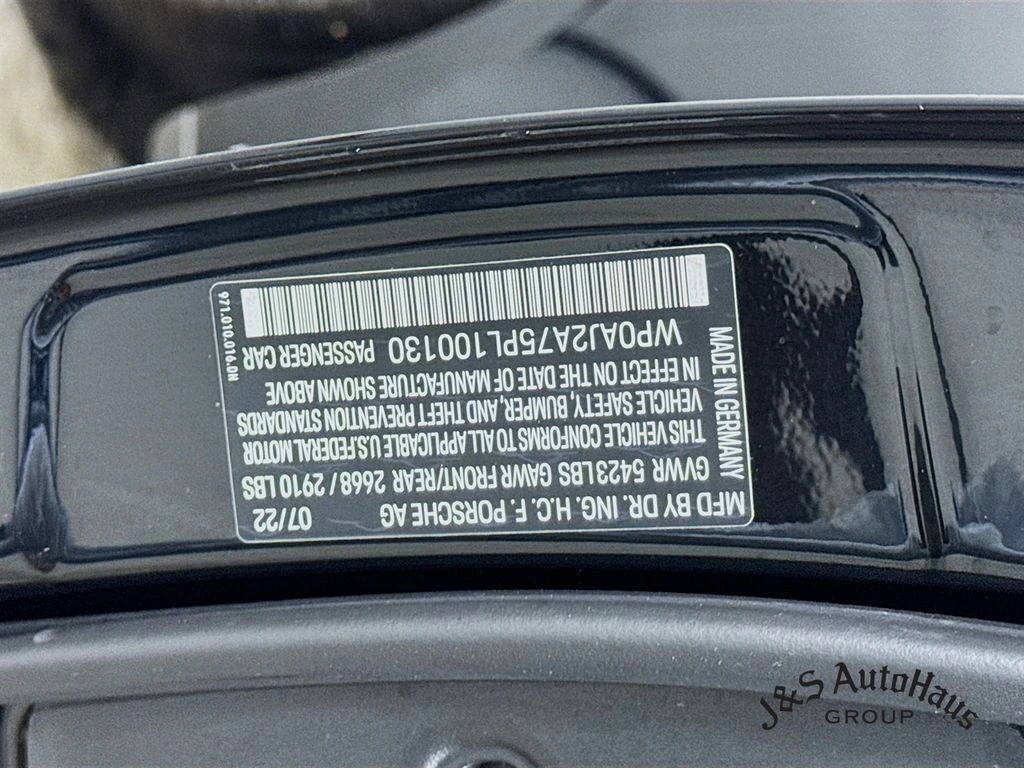 MFD BY DR. ING. H.C. F. PORSCHE AG 07/22
GVWR 5423LBS GAWR FRONT/REAR 2668 / 2910 LBS
THIS VEHICLE CONFORMS TO ALL APPLICABLE U.S.FEDERAL MOTOR
VEHICLE SAFETY, BUMPER, AND THEFT PREVENTION STANDARDS
IN EFFECT ON THE DATE OF MANUFACTURE SHOWN ABOVE
WP0AJ2A75PL100130 PASSENGER CAR
MADE IN GERMANY
971.010.016.DN
J&S AutoHaus
GROUP